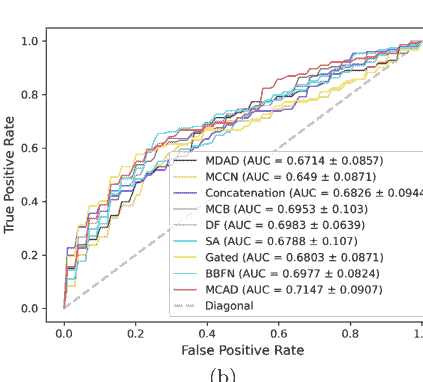 1.0
0.8
0.6
0.4
0.2
0.0
True Positive Rate
MDAD (AUC = 0.6714 ± 0.0857)
MCCN (AUC = 0.649 ± 0.0871)
Concatenation (AUC = 0.6826 ± 0.0944
MCB (AUC = 0.6953 ± 0.103)
DF (AUC = 0.6983 ± 0.0639)
SA (AUC = 0.6788 ± 0.107)
Gated (AUC = 0.6803 ± 0.0871)
BBFN (AUC = 0.6977 ± 0.0824)
MCAD (AUC = 0.7147 ± 0.0907)
Diagonal
0.0 0.2 0.4 0.6 0.8 1.
False Positive Rate
(b)